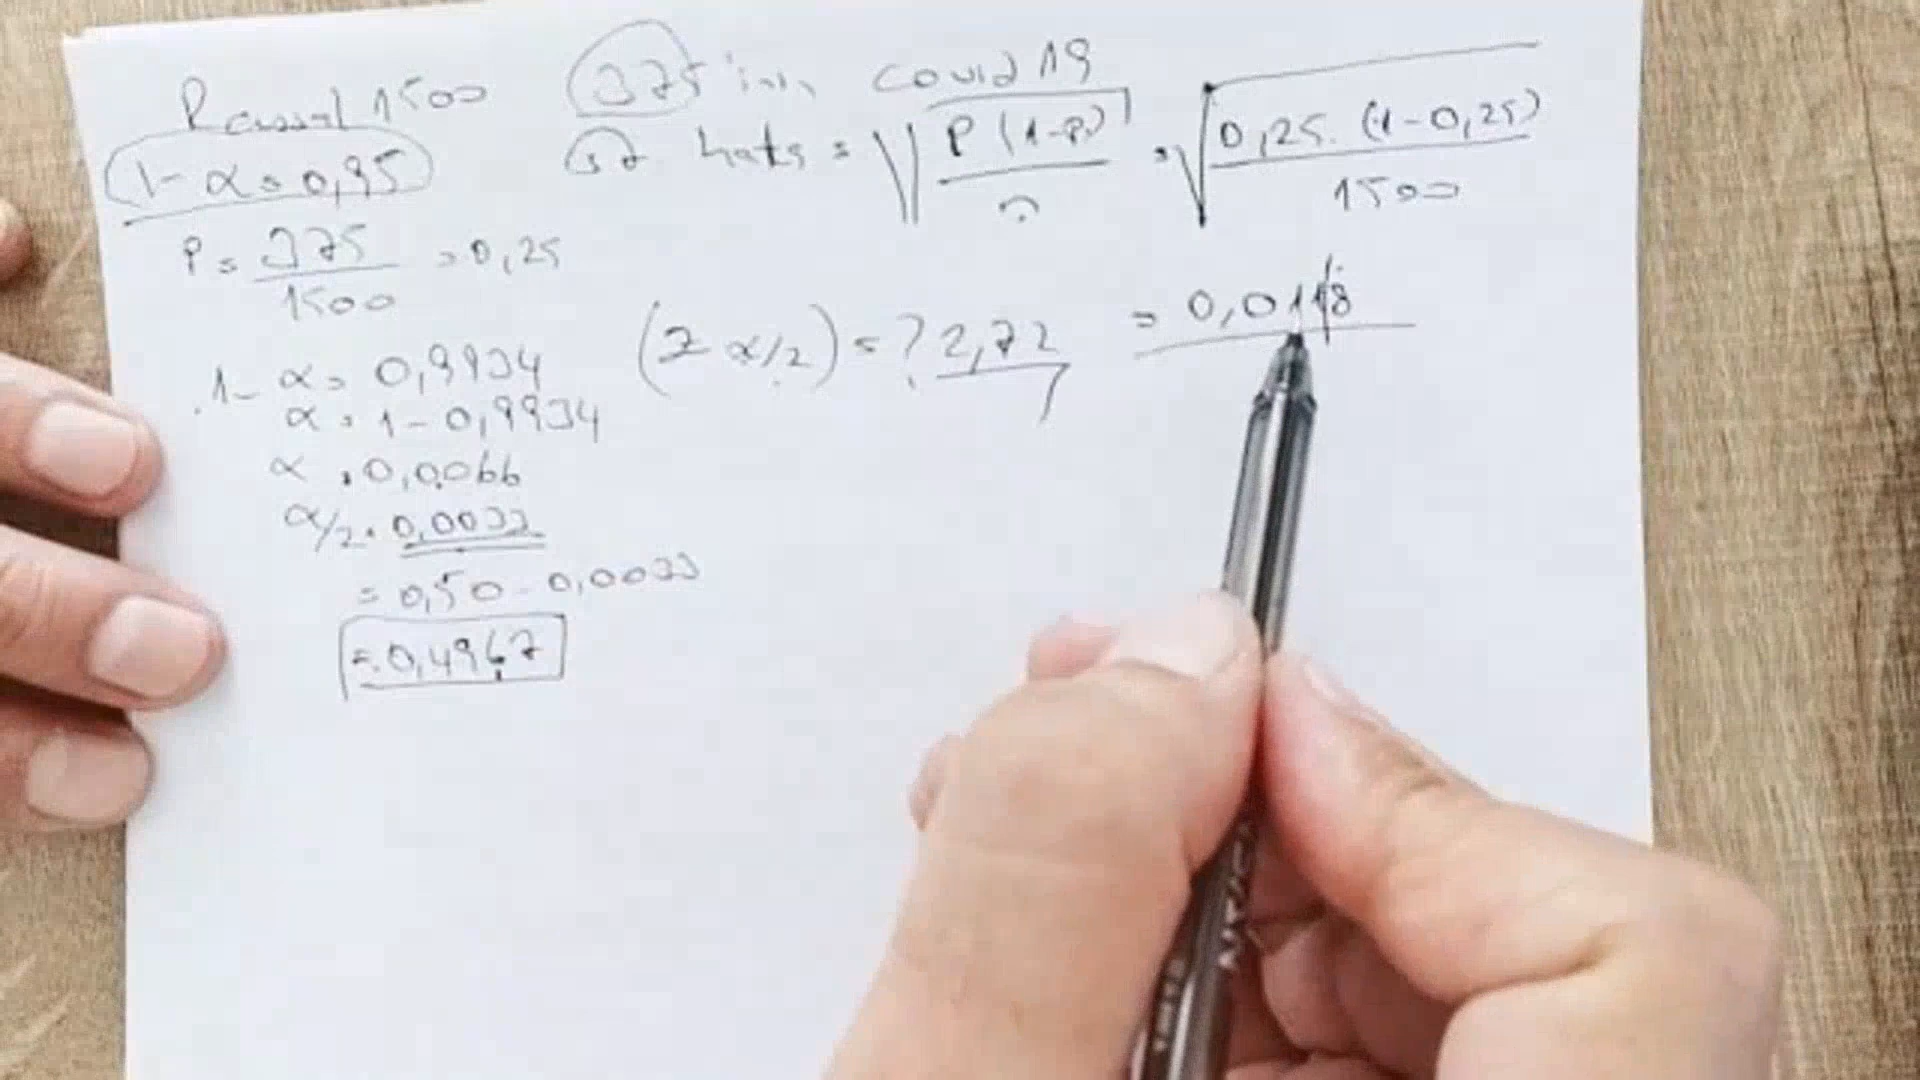 Rassal 1500 375'inin covid 19
1-α=0,95
st hata = √P(1-P)/n = √0,25.(1-0,25)/1500
P = 375/1500 = 0,25
= 0,0118
(Z α/2) = ? 2,72
1-α = 0,9934
α = 1-0,9934
α = 0,0066
α/2 = 0,0033
= 0,50 - 0,0033
= 0,4967